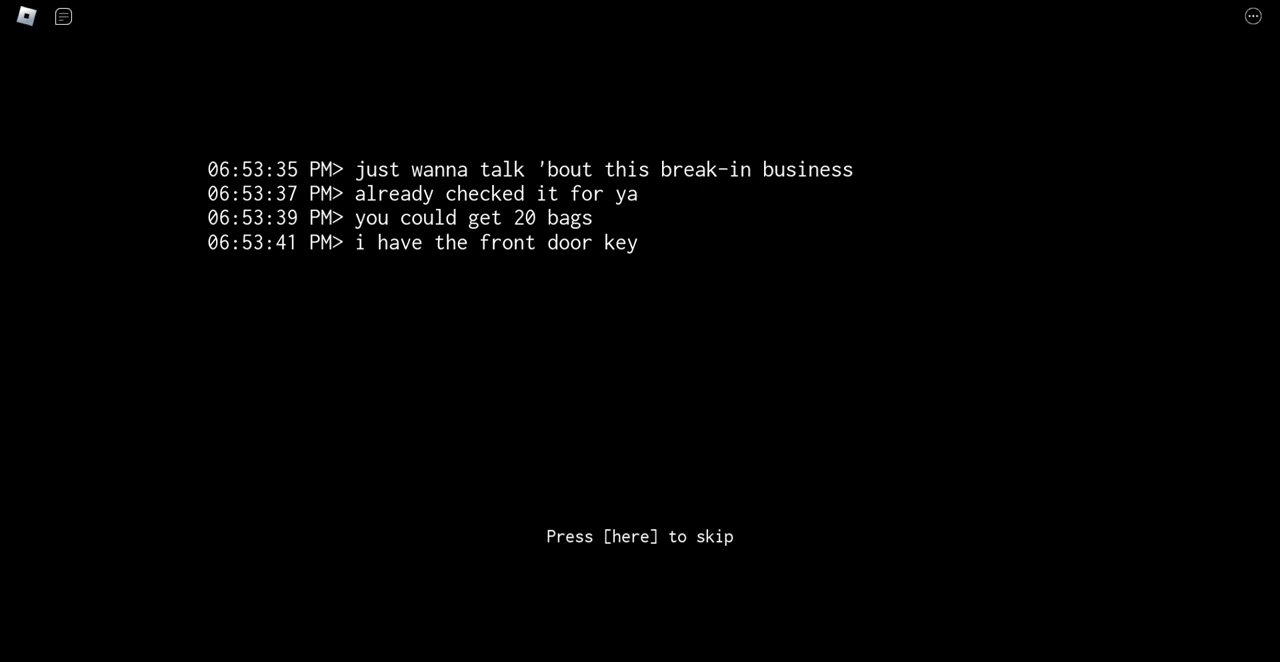 06:53:35 PM> just wanna talk 'bout this break-in business
06:53:37 PM> already checked it for ya
06:53:39 PM> you could get 20 bags
06:53:41 PM> i have the front door key
Press [here] to skip